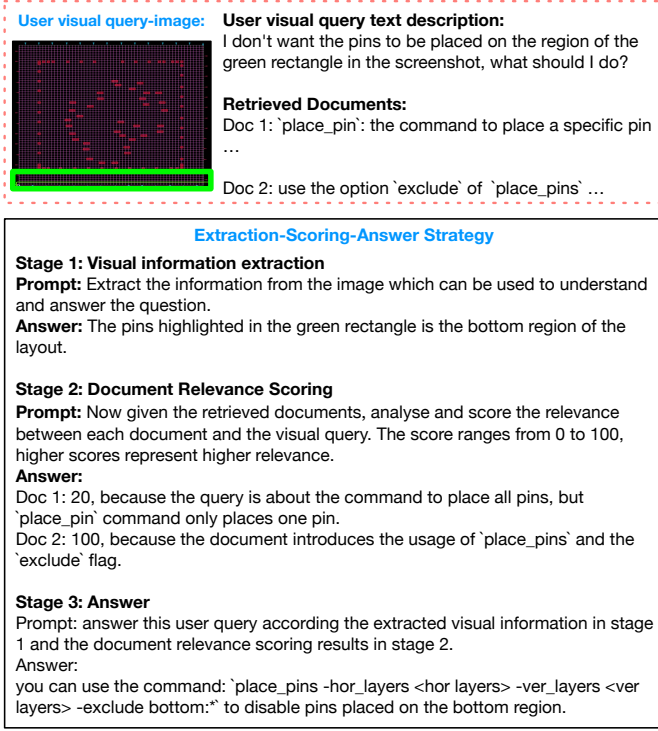 User visual query-image:
User visual query text description:
I don't want the pins to be placed on the region of the
green rectangle in the screenshot, what should I do?
Retrieved Documents:
Doc 1: `place_pin`: the command to place a specific pin
…
Doc 2: use the option `exclude` of `place_pins` …
Extraction-Scoring-Answer Strategy
Stage 1: Visual information extraction
Prompt: Extract the information from the image which can be used to understand
and answer the question.
Answer: The pins highlighted in the green rectangle is the bottom region of the
layout.
Stage 2: Document Relevance Scoring
Prompt: Now given the retrieved documents, analyse and score the relevance
between each document and the visual query. The score ranges from 0 to 100,
higher scores represent higher relevance.
Answer:
Doc 1: 20, because the query is about the command to place all pins, but
`place_pin` command only places one pin.
Doc 2: 100, because the document introduces the usage of `place_pins` and the
`exclude` flag.
Stage 3: Answer
Prompt: answer this user query according the extracted visual information in stage
1 and the document relevance scoring results in stage 2.
Answer:
you can use the command: `place_pins -hor_layers <hor layers> -ver_layers <ver
layers> -exclude bottom:*` to disable pins placed on the bottom region.